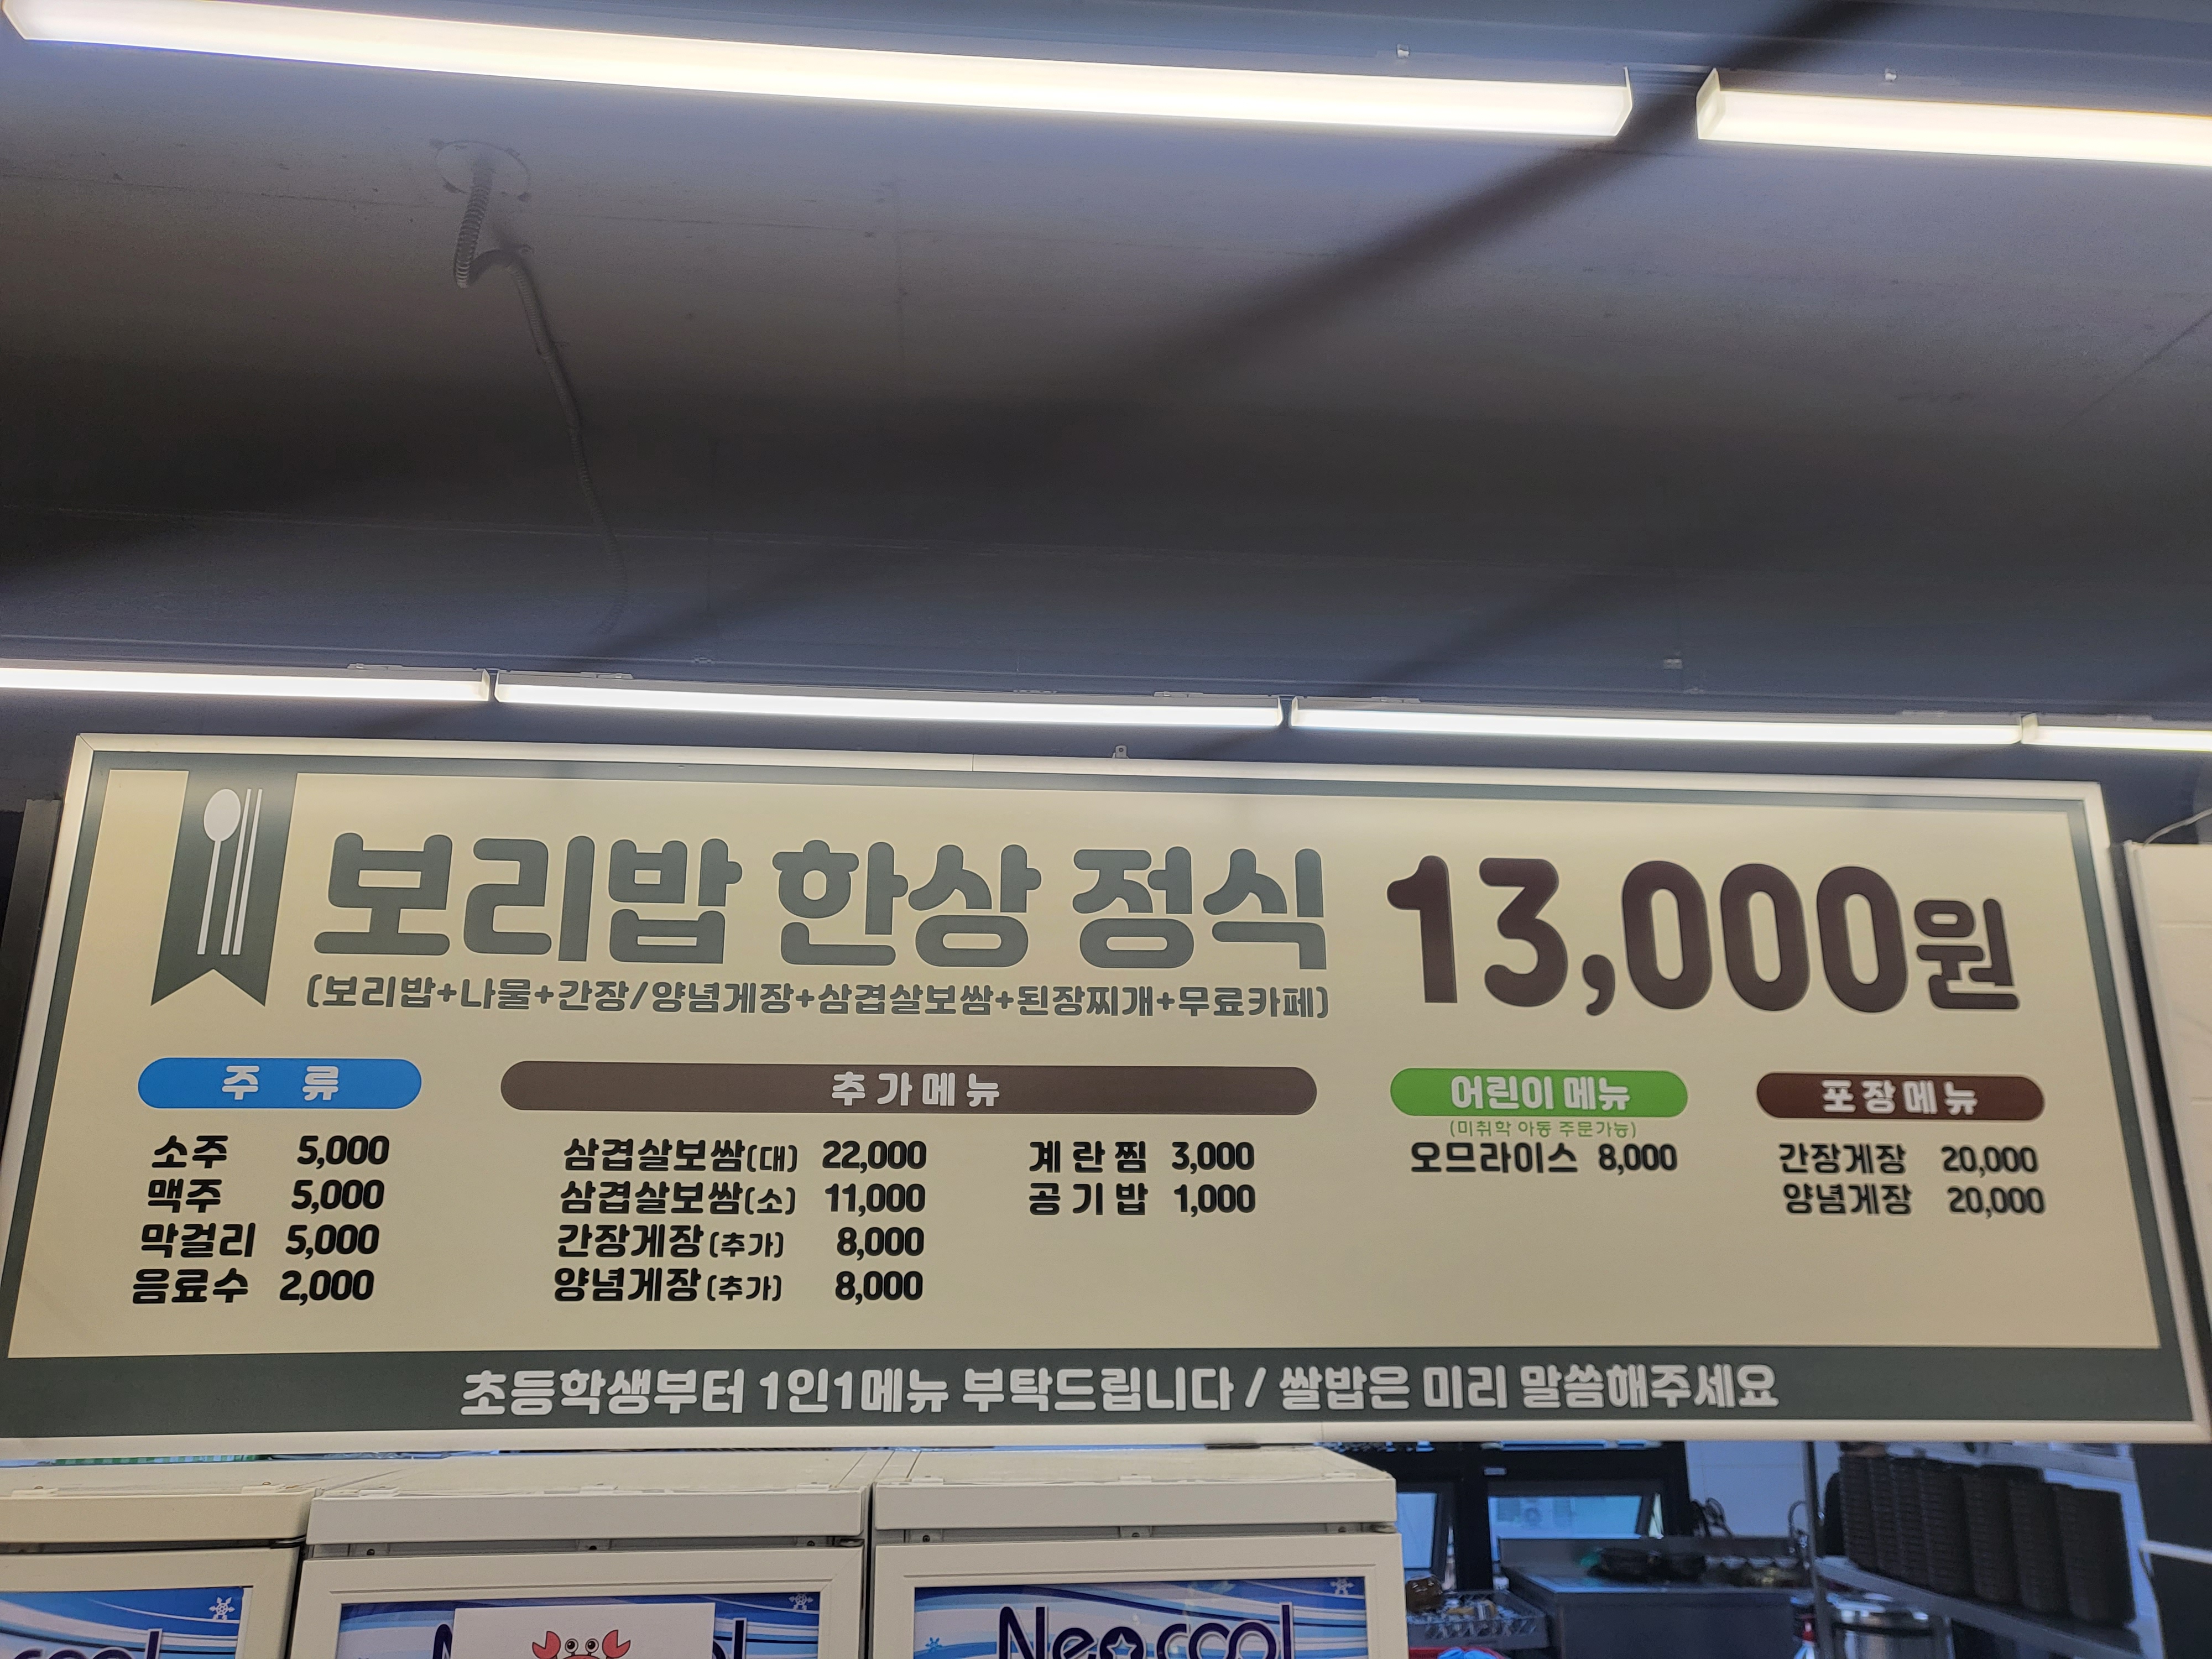 보리밥 한상 정식 13,000원
(보리밥+나물+간장/양념게장+삼겹살보쌈+된장찌개+무료카페)
주 류
소주 5,000
맥주 5,000
막걸리 5,000
음료수 2,000
추가메뉴
삼겹살보쌈(대) 22,000
삼겹살보쌈(소) 11,000
간장게장(추가) 8,000
양념게장(추가) 8,000
계란찜 3,000
공기밥 1,000
어린이 메뉴
(미취학 아동 주문가능)
오므라이스 8,000
포장메뉴
간장게장 20,000
양념게장 20,000
초등학생부터 1인1메뉴 부탁드립니다 / 쌀밥은 미리 말씀해주세요
Neo cool